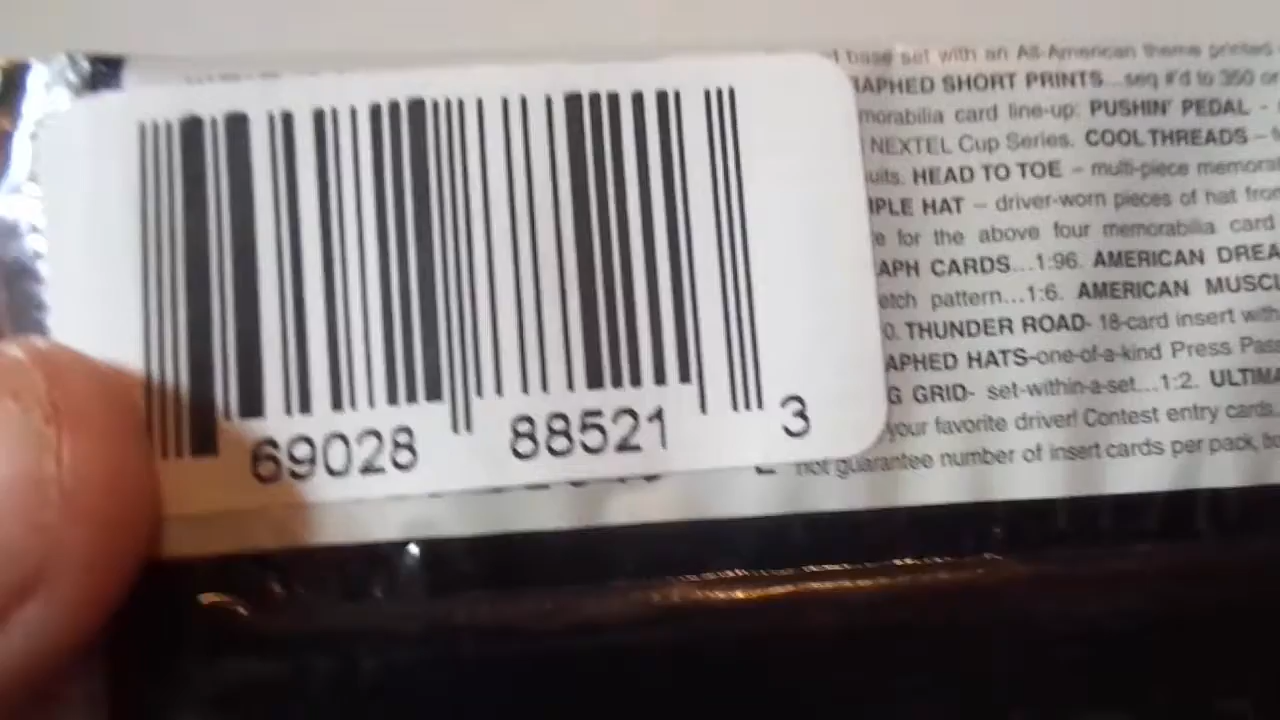 base set with an All-American theme printed
APHED SHORT PRINTS...seq #'d to 350 or
morabilia card line-up: PUSHIN' PEDAL -
NEXTEL Cup Series. COOL THREADS –
uits. HEAD TO TOE – multi-piece memora
IPLE HAT – driver-worn pieces of hat from
e for the above four memorabilia card
APH CARDS...1:96. AMERICAN DREA
etch pattern...1:6. AMERICAN MUSCL
0. THUNDER ROAD- 18-card insert with
APHED HATS-one-of-a-kind Press Pass
G GRID- set-within-a-set...1:2. ULTIMA
your favorite driver! Contest entry cards.
not guarantee number of insert cards per pack,
69028 88521 3